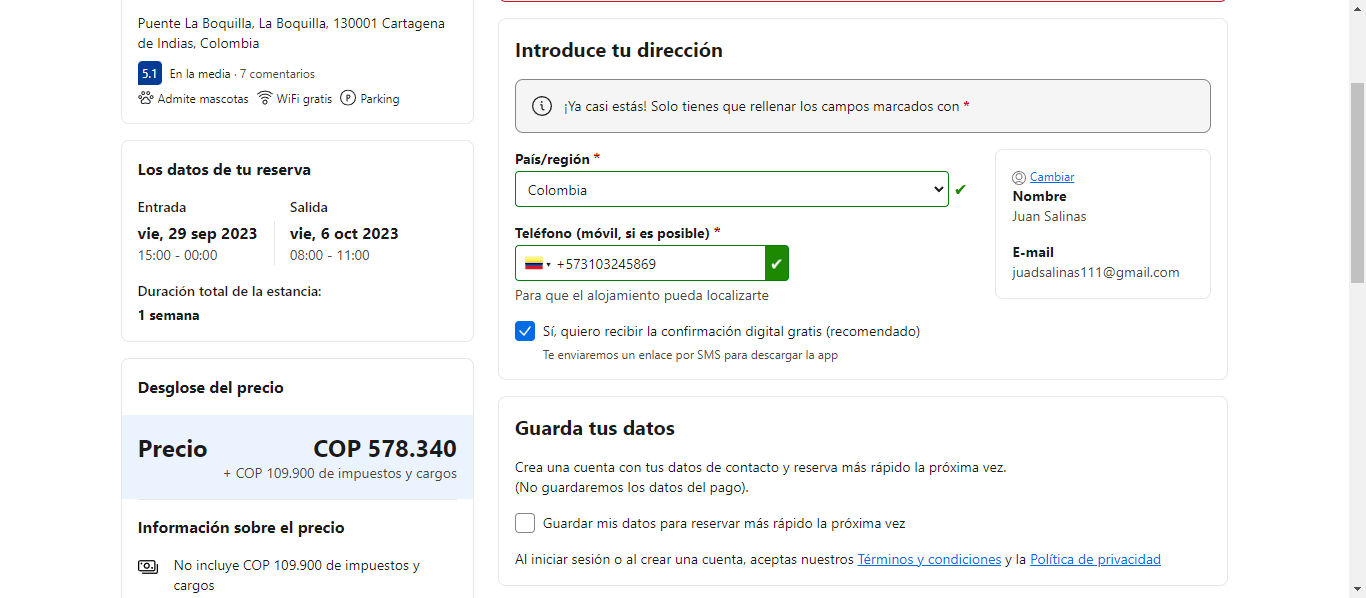 Puente La Boquilla, La Boquilla, 130001 Cartagena
de Indias, Colombia
5.1 En la media · 7 comentarios
Admite mascotas WiFi gratis P Parking
Los datos de tu reserva
Entrada Salida
vie, 29 sep 2023 vie, 6 oct 2023
15:00 - 00:00 08:00 - 11:00
Duración total de la estancia:
1 semana
Desglose del precio
Precio COP 578.340
+ COP 109.900 de impuestos y cargos
Información sobre el precio
No incluye COP 109.900 de impuestos y
cargos
Introduce tu dirección
¡Ya casi estás! Solo tienes que rellenar los campos marcados con *
País/región *
Colombia
Teléfono (móvil, si es posible) *
+573103245869
Para que el alojamiento pueda localizarte
Sí, quiero recibir la confirmación digital gratis (recomendado)
Te enviaremos un enlace por SMS para descargar la app
Cambiar
Nombre
Juan Salinas
E-mail
juadsalinas111@gmail.com
Guarda tus datos
Crea una cuenta con tus datos de contacto y reserva más rápido la próxima vez.
(No guardaremos los datos del pago).
Guardar mis datos para reservar más rápido la próxima vez
Al iniciar sesión o al crear una cuenta, aceptas nuestros Términos y condiciones y la Política de privacidad